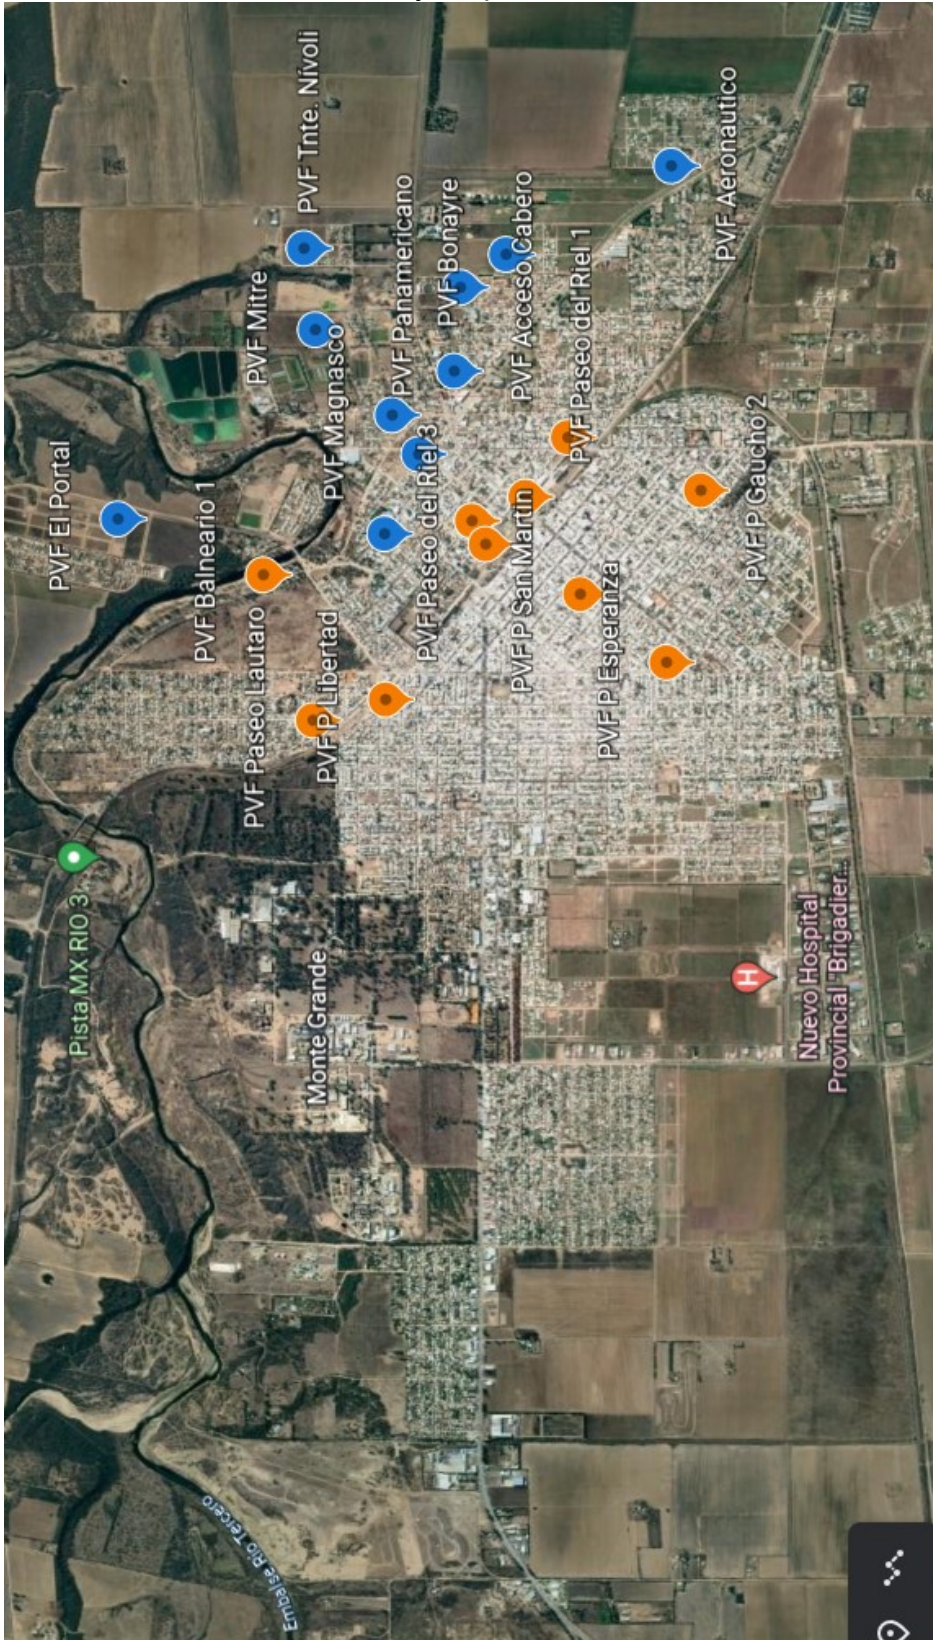 PVF Tnte. Nívoli
PVF Aeronautico
PVF Panamericano
PVF Bonayre
PVF Acceso Cabero
PVF Paseo del Riel 1
PVF Mitre
PVF Magnasco
PVF El Portal
PVF Balneario 1
PVF Paseo del Riel 3
PVF P Gaucho 2
PVF P San Martin
PVF P Esperanza
PVF Paseo Lautaro
PVF P Libertad
Pista MX RIO 3
Monte Grande
H
Nuevo Hospital
Provincial "Brigadier...
Embalse Río Tercero